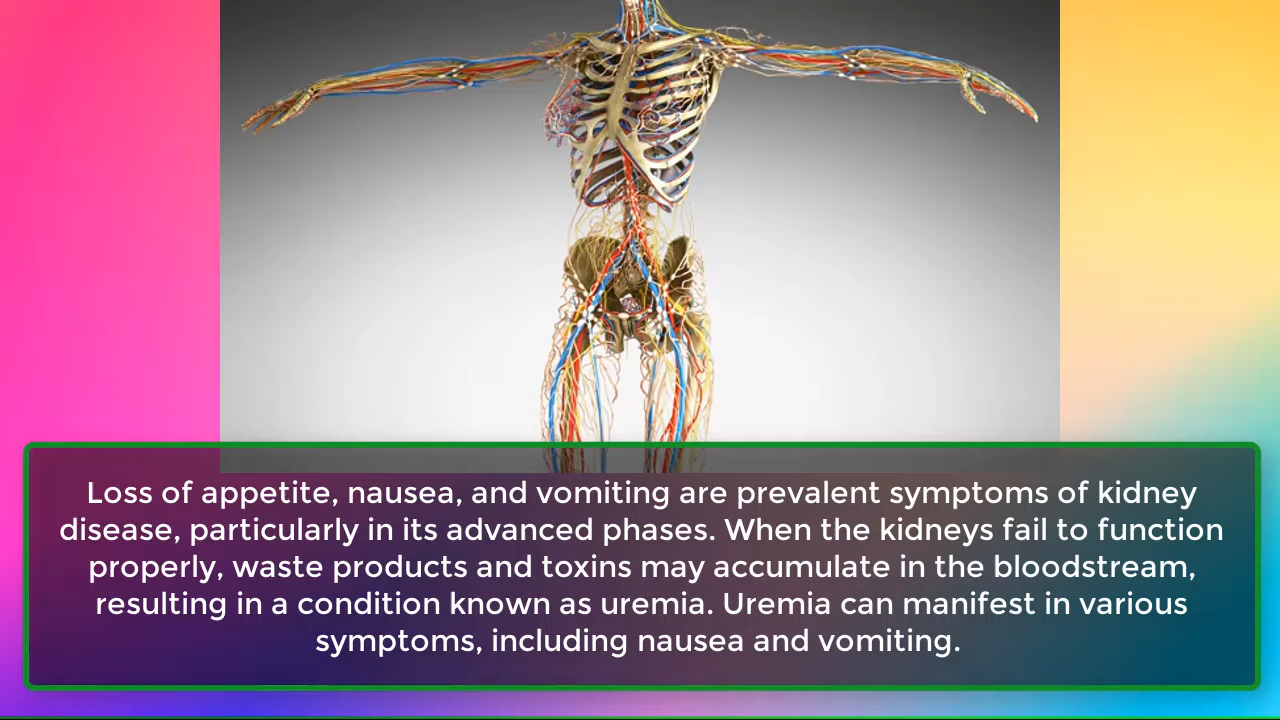 Loss of appetite, nausea, and vomiting are prevalent symptoms of kidney
disease, particularly in its advanced phases. When the kidneys fail to function
properly, waste products and toxins may accumulate in the bloodstream,
resulting in a condition known as uremia. Uremia can manifest in various
symptoms, including nausea and vomiting.